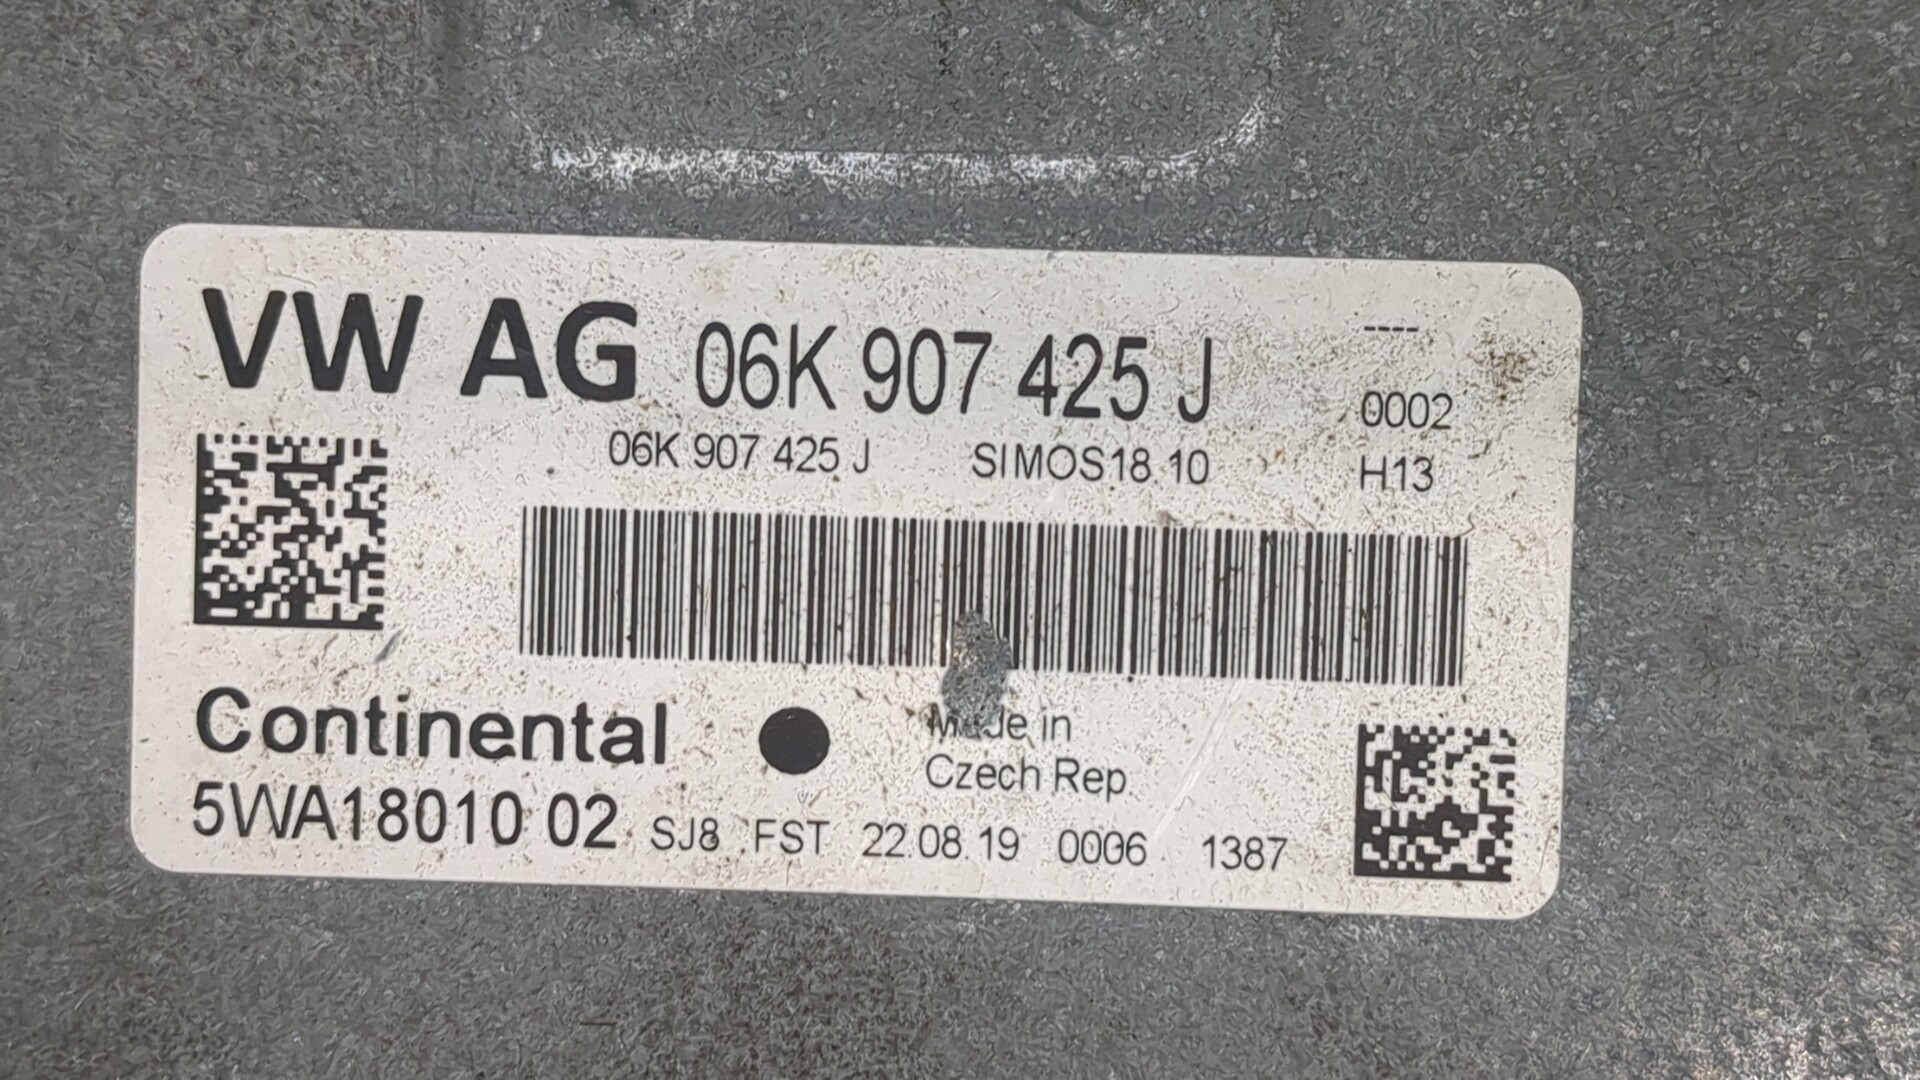 VW AG 06K 907 425 J ----
0002
06K 907 425 J SIMOS18.10 H13
Continental Made in
Czech Rep
5WA18010 02 SJ8 .FST 22.08.19 0006 1387